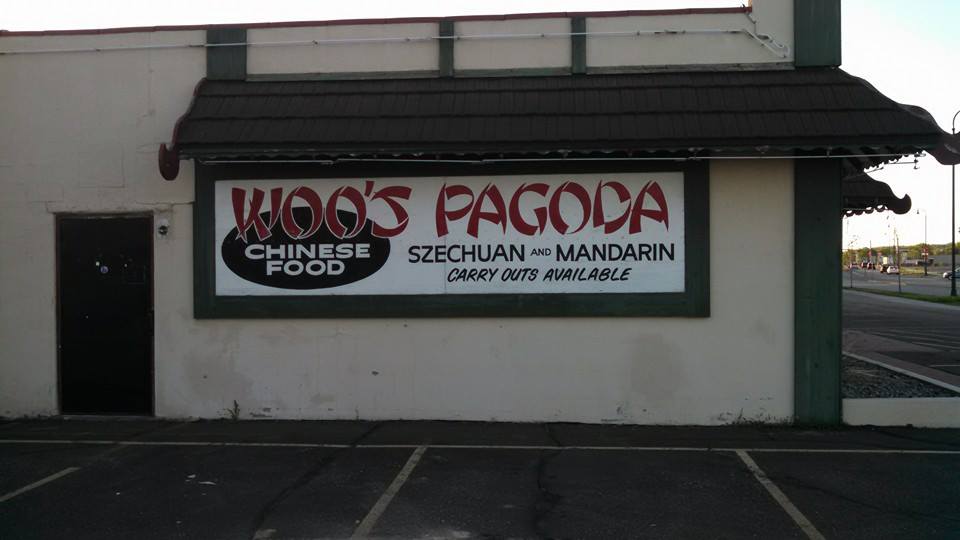 WOO'S PAGODA
CHINESE FOOD
SZECHUAN AND MANDARIN
CARRY OUTS AVAILABLE